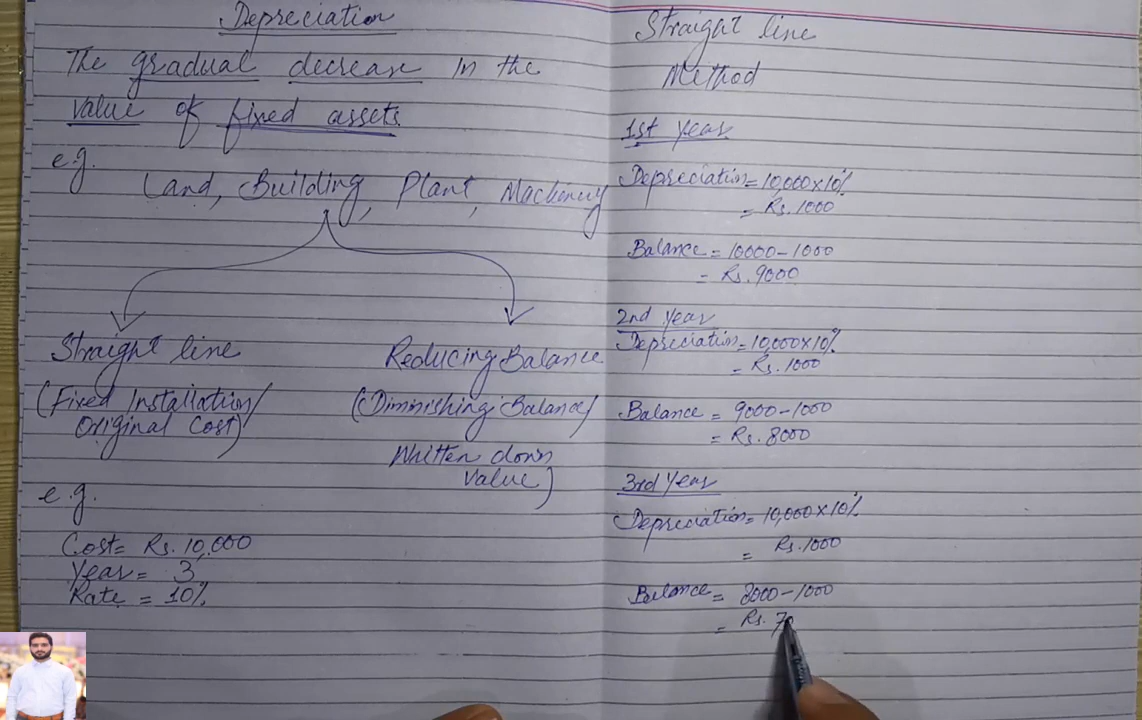 Depreciation
The gradual decrease in the
value of fixed assets
e.g.
Land, Building, Plant, Machinery
Straight line
(Fixed Installation/
Original Cost)
Reducing Balance
(Diminishing Balance/
Written down
Value)
e.g.
Cost = Rs. 10,000
Year = 3
Rate = 10%
Straight line
Method
1st year
Depreciation = 10,000 x 10%
= Rs. 1000
Balance = 10000 - 1000
= Rs. 9000
2nd year
Depreciation = 10,000 x 10%
= Rs. 1000
Balance = 9000 - 1000
= Rs. 8000
3rd Year
Depreciation = 10,000 x 10%
= Rs. 1000
Balance = 8000 - 1000
= Rs. 70